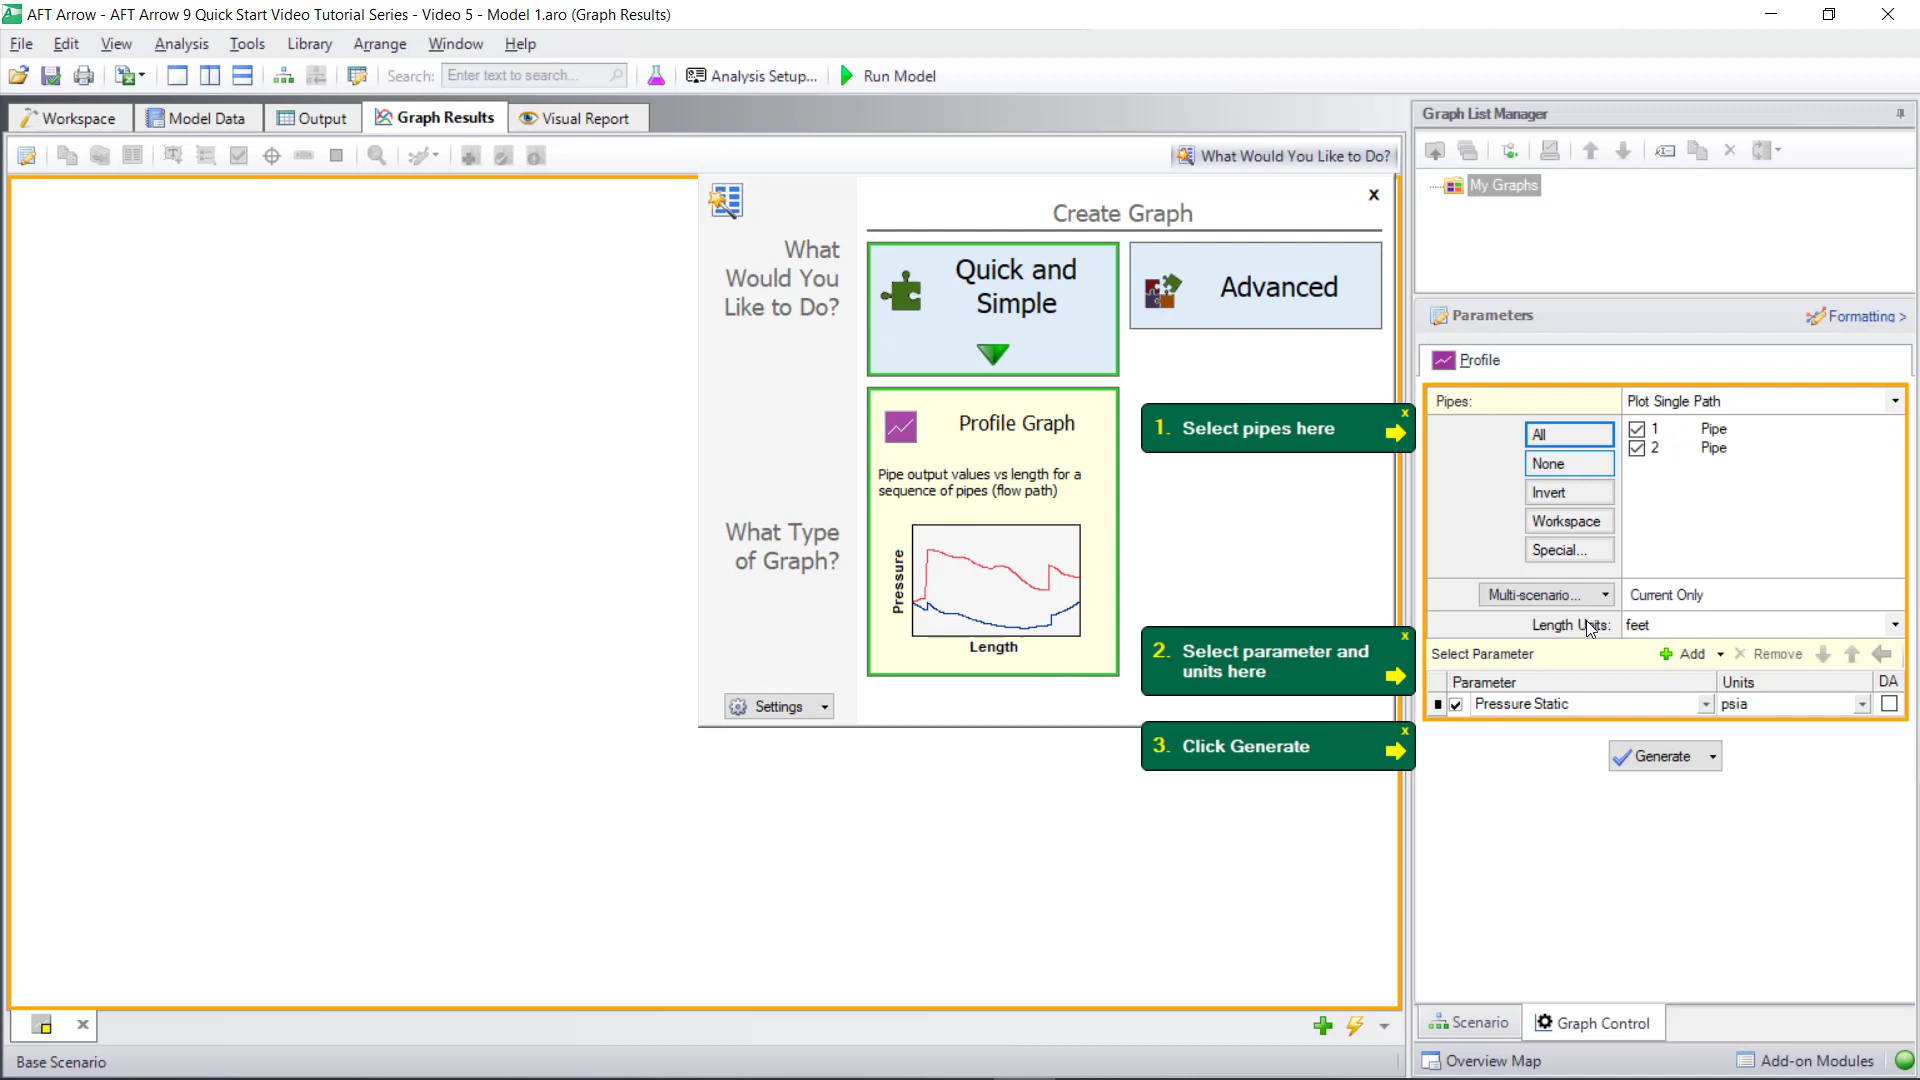 AFT Arrow - AFT Arrow 9 Quick Start Video Tutorial Series - Video 5 - Model 1.aro (Graph Results)
File Edit View Analysis Tools Library Arrange Window Help
Search: Enter text to search... Analysis Setup... Run Model
Workspace Model Data Output Graph Results Visual Report
What Would You Like to Do?
Create Graph x
What
Would You
Like to Do?
Quick and
Simple
Advanced
Profile Graph
Pipe output values vs length for a
sequence of pipes (flow path)
What Type
of Graph?
Pressure
Length
Settings
1. Select pipes here x
2. Select parameter and
units here x
3. Click Generate x
Graph List Manager
My Graphs
Parameters Formatting >
Profile
Pipes: Plot Single Path
All
None
Invert
Workspace
Special...
1 Pipe
2 Pipe
Multi-scenario... Current Only
Length Units: feet
Select Parameter Add Remove
Parameter Units DA
Pressure Static psia
Generate
Scenario Graph Control
Base Scenario
Overview Map Add-on Modules